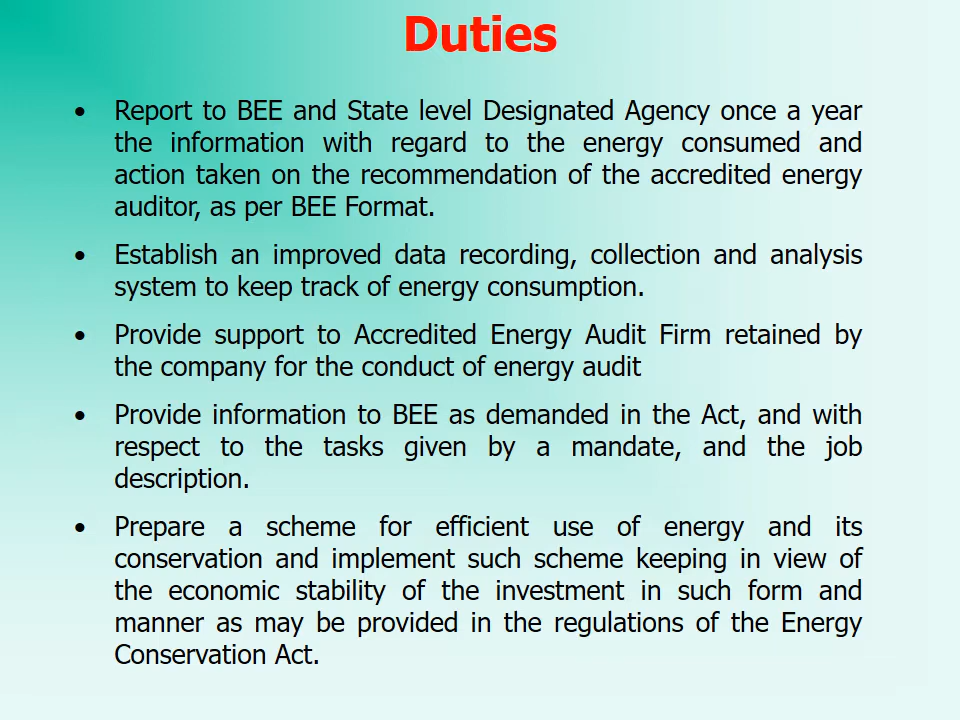 Duties
• Report to BEE and State level Designated Agency once a year
the information with regard to the energy consumed and
action taken on the recommendation of the accredited energy
auditor, as per BEE Format.
• Establish an improved data recording, collection and analysis
system to keep track of energy consumption.
• Provide support to Accredited Energy Audit Firm retained by
the company for the conduct of energy audit
• Provide information to BEE as demanded in the Act, and with
respect to the tasks given by a mandate, and the job
description.
• Prepare a scheme for efficient use of energy and its
conservation and implement such scheme keeping in view of
the economic stability of the investment in such form and
manner as may be provided in the regulations of the Energy
Conservation Act.